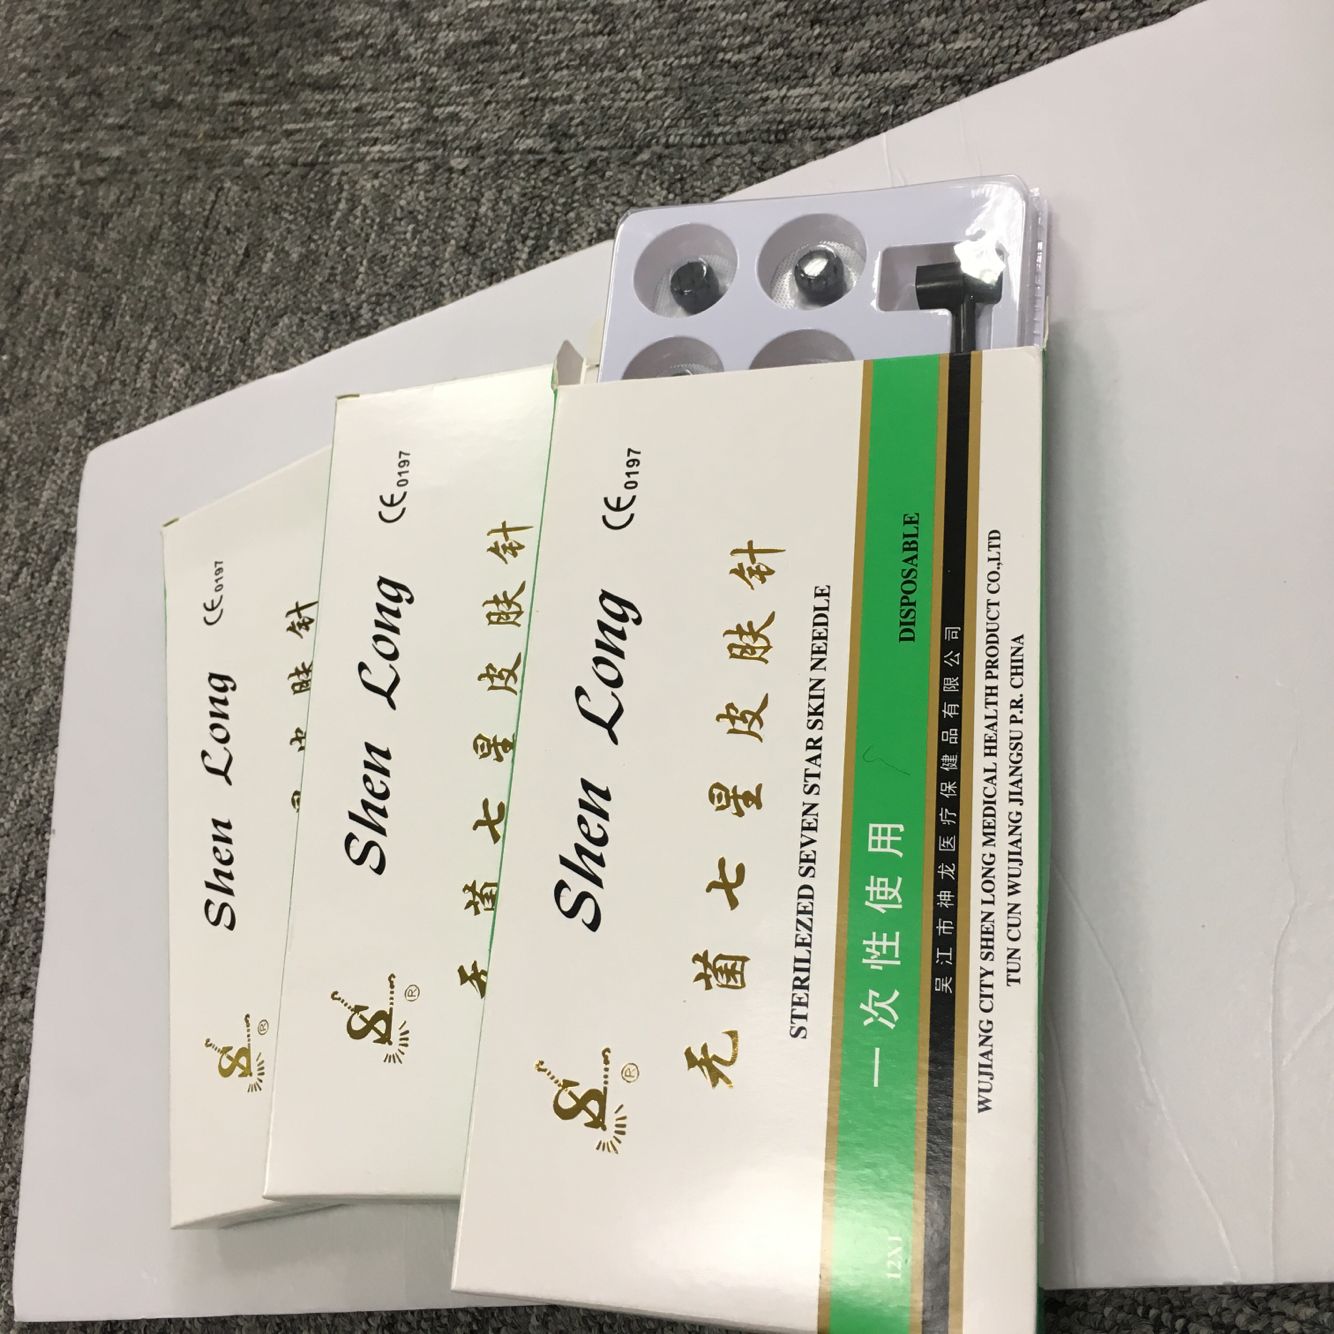 Shen Long CE0197
®
无菌七星皮肤针
STERILEZED SEVEN STAR SKIN NEEDLE
一次性使用 DISPOSABLE
12X1
吴江市神龙医疗保健品有限公司
WUJIANG CITY SHEN LONG MEDICAL HEALTH PRODUCT CO.,LTD
TUN CUN WUJIANG JIANGSU P.R. CHINA
Shen Long CE0197
®
无菌七星皮肤针
Shen Long CE0197
®
肤针